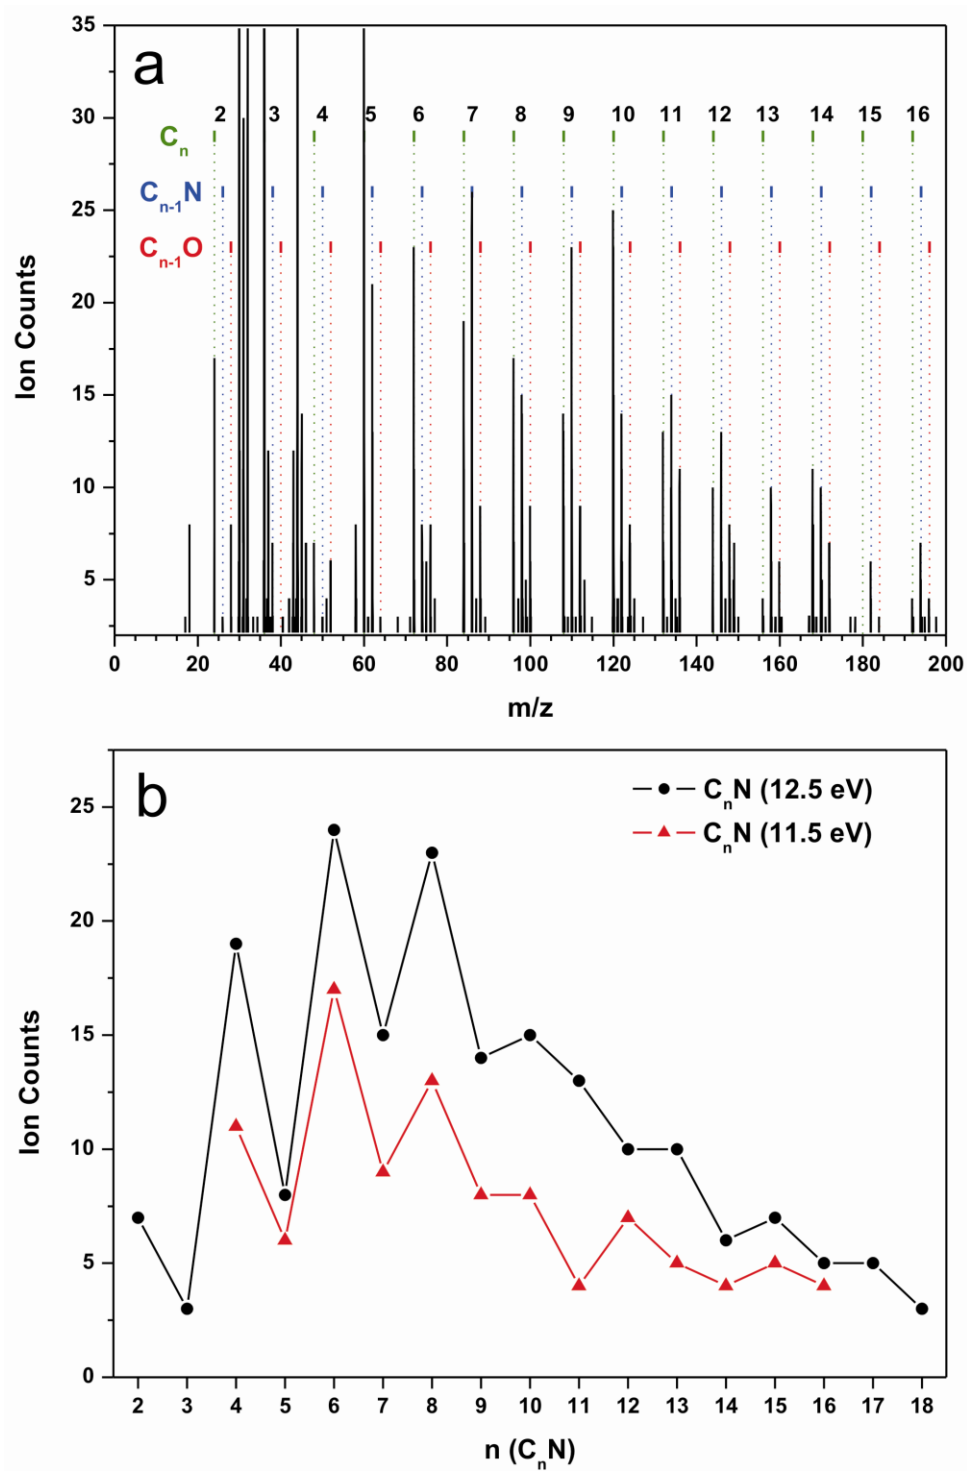 a
35
30
25
20
15
10
5
Ion Counts
2 3 4 5 6 7 8 9 10 11 12 13 14 15 16
Cₙ
Cₙ₋₁N
Cₙ₋₁O
0 20 40 60 80 100 120 140 160 180 200
m/z
b
CₙN (12.5 eV)
CₙN (11.5 eV)
25
20
15
10
5
0
Ion Counts
2 3 4 5 6 7 8 9 10 11 12 13 14 15 16 17 18
n (CₙN)